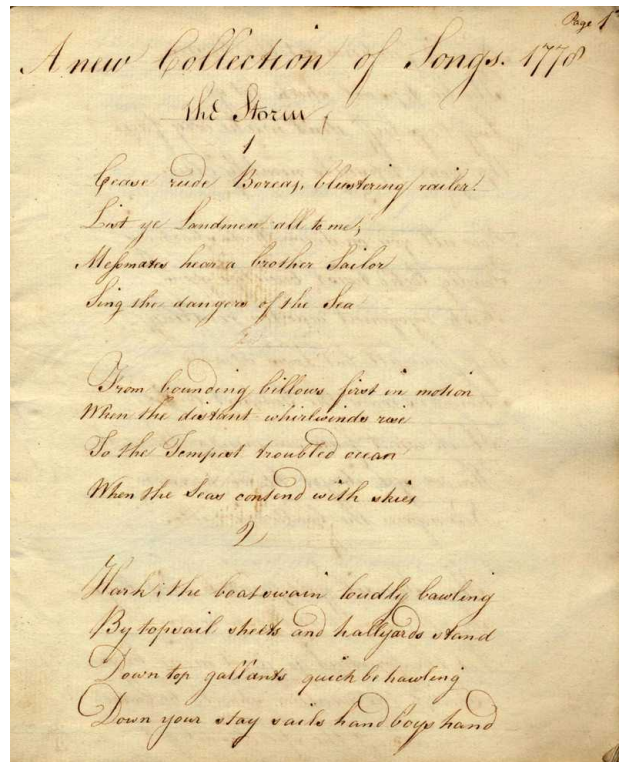 Page 1st
A new Collection of Songs. 1778
the Storm,
1
Cease rude Boreas, blustering railer!
List ye Landmen all to me,
Messmates hear a brother Sailor
Sing the dangers of the Sea
From bounding billows first in motion
When the distant whirlwinds rise
To the Tempest troubled ocean
When the Seas contend with skies
2
Hark; the boatswain loudly bawling
By topsail sheets and hallyards stand
Down top gallants quick be hawling
Down your stay sails hand boys hand